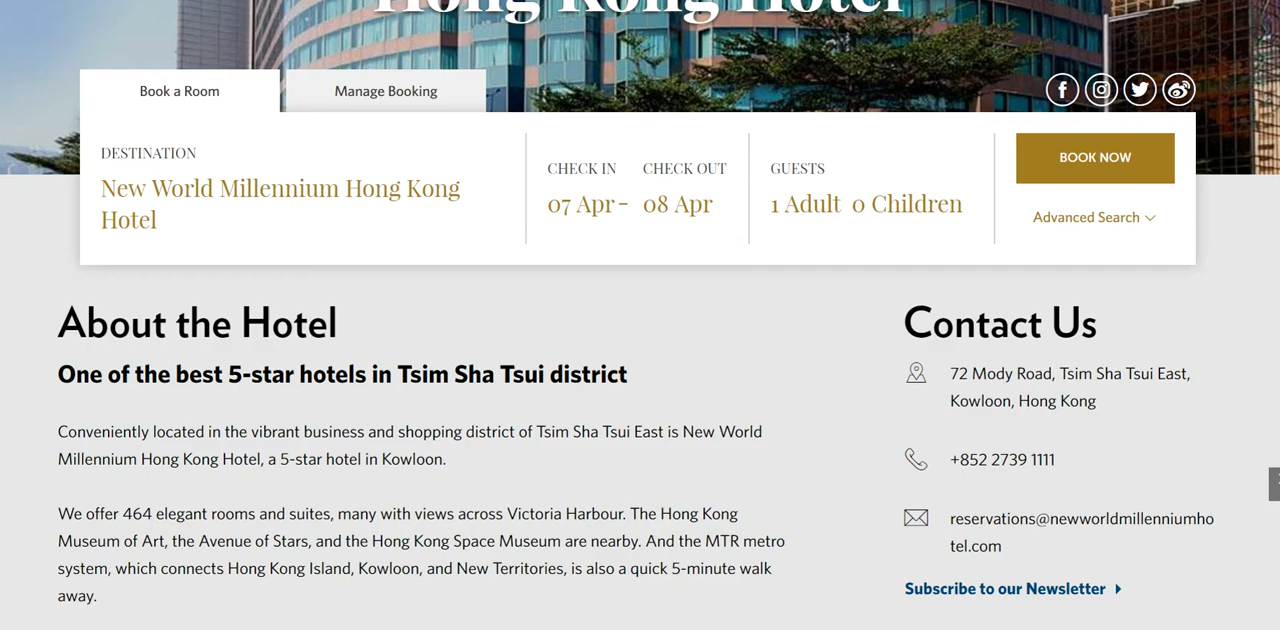 Hong Kong Hotel
Book a Room
Manage Booking
DESTINATION
New World Millennium Hong Kong
Hotel
CHECK IN
CHECK OUT
07 Apr -
08 Apr
GUESTS
1 Adult 0 Children
BOOK NOW
Advanced Search
About the Hotel
One of the best 5-star hotels in Tsim Sha Tsui district
Conveniently located in the vibrant business and shopping district of Tsim Sha Tsui East is New World
Millennium Hong Kong Hotel, a 5-star hotel in Kowloon.
We offer 464 elegant rooms and suites, many with views across Victoria Harbour. The Hong Kong
Museum of Art, the Avenue of Stars, and the Hong Kong Space Museum are nearby. And the MTR metro
system, which connects Hong Kong Island, Kowloon, and New Territories, is also a quick 5-minute walk
away.
Contact Us
72 Mody Road, Tsim Sha Tsui East,
Kowloon, Hong Kong
+852 2739 1111
reservations@newworldmillenniumho
tel.com
Subscribe to our Newsletter